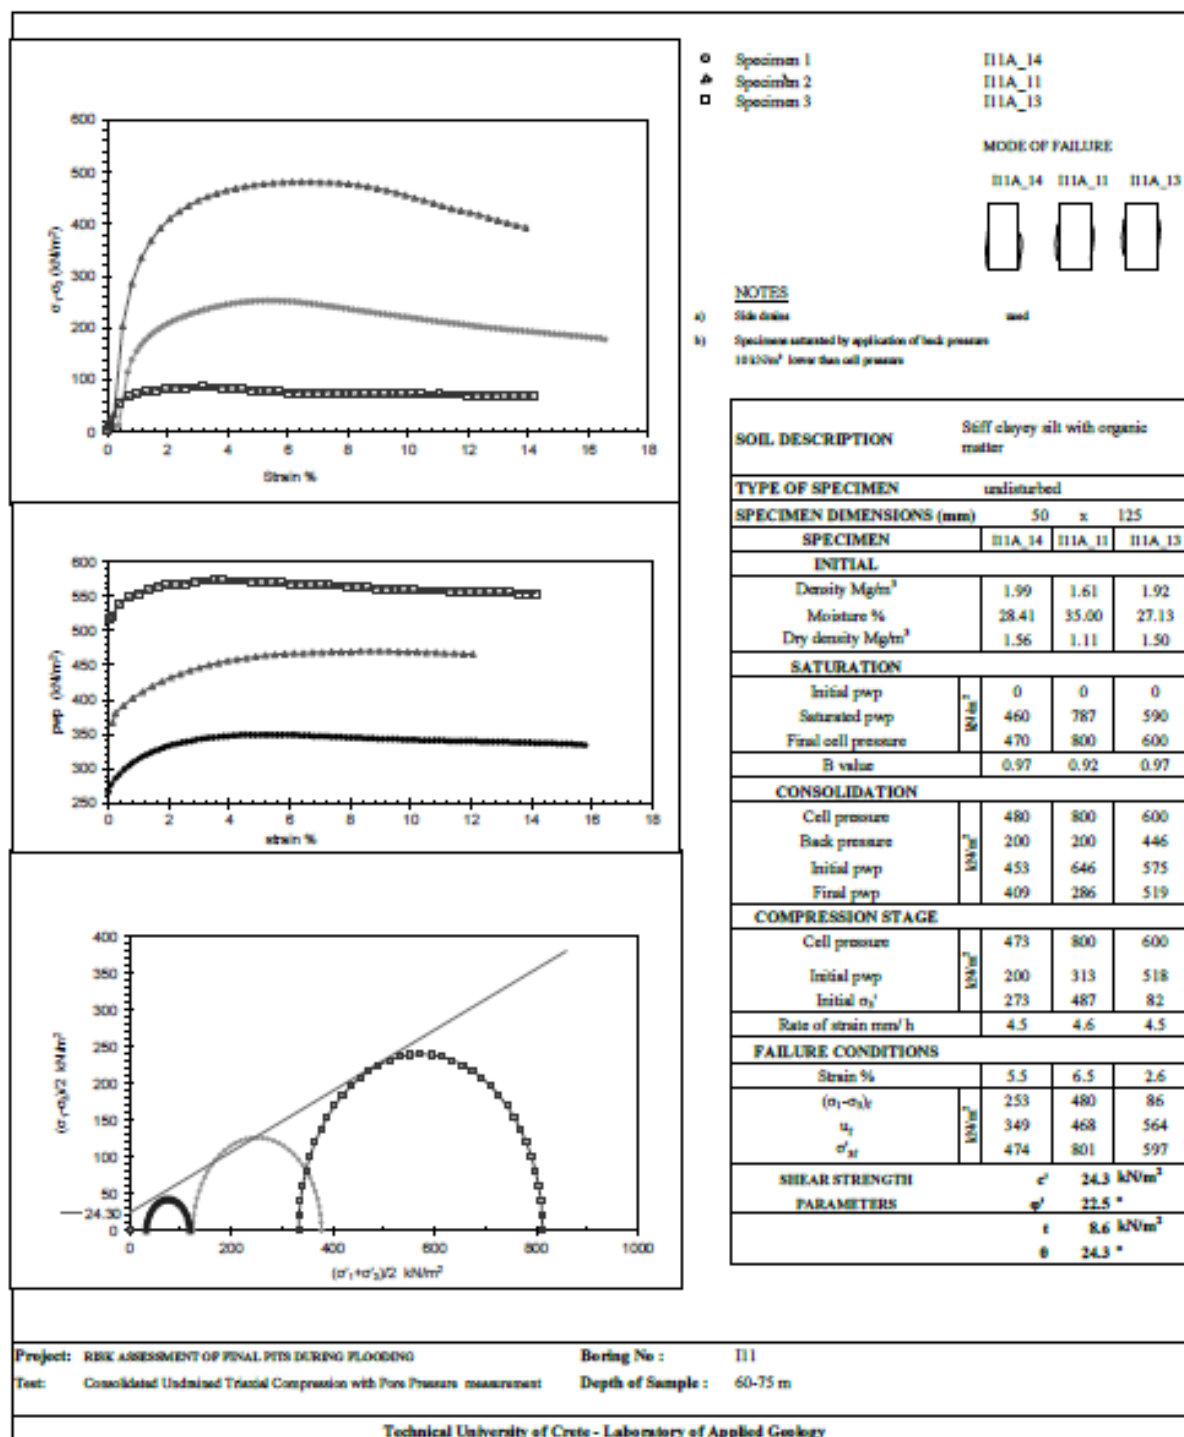 Specimen 1 I11A_14
Specimen 2 I11A_11
Specimen 3 I11A_13
MODE OF FAILURE
I11A_14 I11A_11 I11A_13
NOTES
a) Side drains used
b) Specimens saturated by application of back pressure
10 kN/m² lower than cell pressure
600
500
400
300
200
100
0
σ₁-σ₃ (kN/m²)
0 2 4 6 8 10 12 14 16 18
Strain %
600
550
500
450
400
350
300
250
pwp (kN/m²)
0 2 4 6 8 10 12 14 16 18
strain %
400
350
300
250
200
150
100
50
24.30
0
(σ'₁-σ'₃)/2 kN/m²
0 200 400 600 800 1000
(σ'₁+σ'₃)/2 kN/m²
SOIL DESCRIPTION Stiff clayey silt with organic
matter
TYPE OF SPECIMEN undisturbed
SPECIMEN DIMENSIONS (mm) 50 x 125
SPECIMEN I11A_14 I11A_11 I11A_13
INITIAL
Density Mg/m³ 1.99 1.61 1.92
Moisture % 28.41 35.00 27.13
Dry density Mg/m³ 1.56 1.11 1.50
SATURATION
Initial pwp kN/m² 0 0 0
Saturated pwp 460 787 590
Final cell pressure 470 800 600
B value 0.97 0.92 0.97
CONSOLIDATION
Cell pressure kN/m² 480 800 600
Back pressure 200 200 446
Initial pwp 453 646 575
Final pwp 409 286 519
COMPRESSION STAGE
Cell pressure kN/m² 473 800 600
Initial pwp 200 313 518
Initial σ₃' 273 487 82
Rate of strain mm/ h 4.5 4.6 4.5
FAILURE CONDITIONS
Strain % 5.5 6.5 2.6
(σ₁-σ₃)f kN/m² 253 480 86
uf 349 468 564
σ'3f 474 801 597
SHEAR STRENGTH c' 24.3 kN/m²
PARAMETERS φ' 22.5 °
t 8.6 kN/m²
θ 24.3 °
Project: RISK ASSESSMENT OF FINAL PITS DURING FLOODING Boring No : I11
Test: Consolidated Undrained Triaxial Compression with Pore Pressure measurement Depth of Sample : 60-75 m
Technical University of Crete - Laboratory of Applied Geology